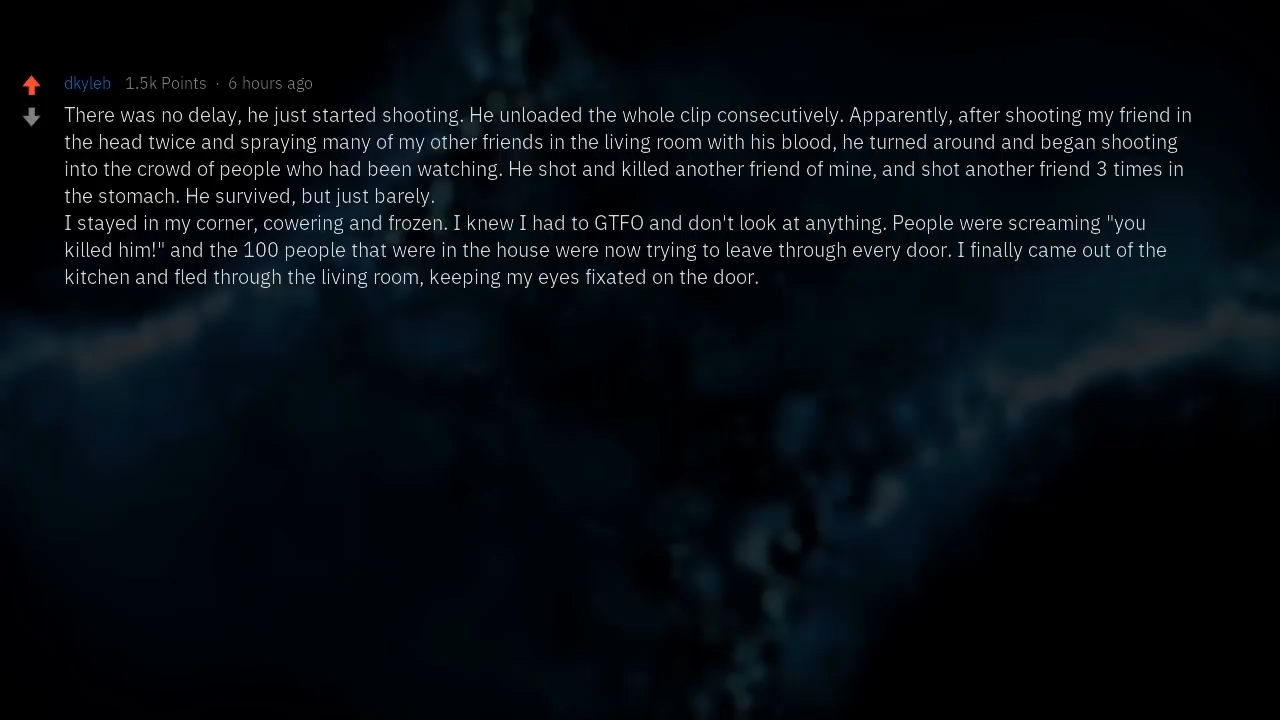 dkyleb 1.5k Points · 6 hours ago
There was no delay, he just started shooting. He unloaded the whole clip consecutively. Apparently, after shooting my friend in
the head twice and spraying many of my other friends in the living room with his blood, he turned around and began shooting
into the crowd of people who had been watching. He shot and killed another friend of mine, and shot another friend 3 times in
the stomach. He survived, but just barely.
I stayed in my corner, cowering and frozen. I knew I had to GTFO and don't look at anything. People were screaming "you
killed him!" and the 100 people that were in the house were now trying to leave through every door. I finally came out of the
kitchen and fled through the living room, keeping my eyes fixated on the door.